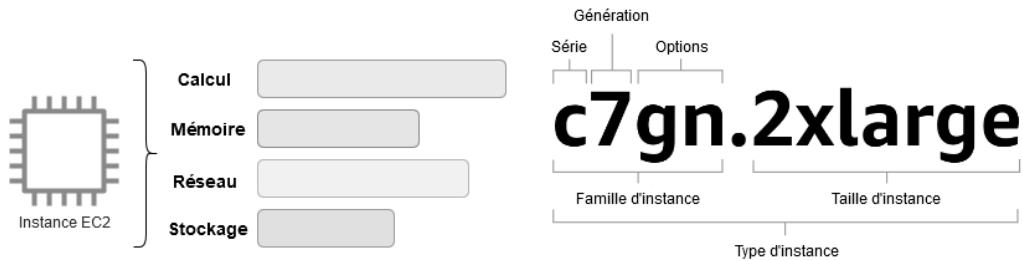 Calcul
Mémoire
Réseau
Stockage
Instance EC2
Génération
Série
Options
c7gn.2xlarge
Famille d'instance
Taille d'instance
Type d'instance